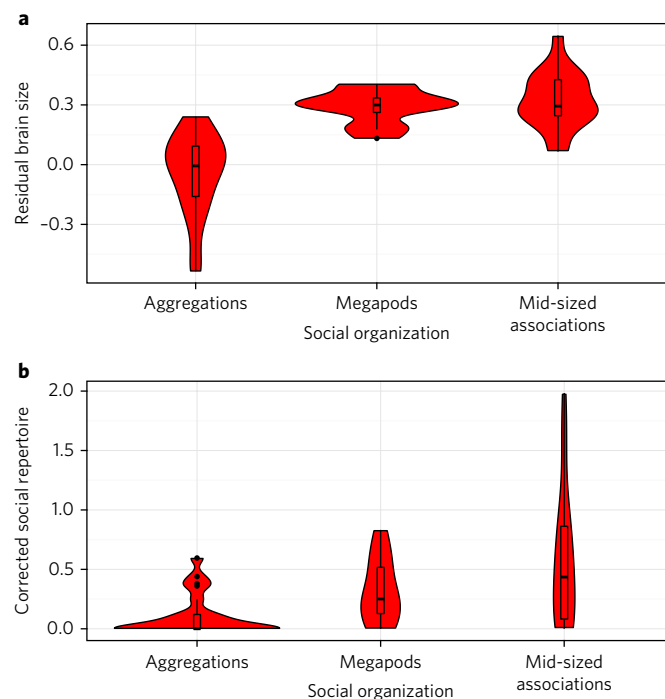 a
Residual brain size
0.6
0.3
0.0
–0.3
Aggregations
Megapods
Mid-sized
associations
Social organization
b
Corrected social repertoire
2.0
1.5
1.0
0.5
0.0
Aggregations
Megapods
Mid-sized
associations
Social organization